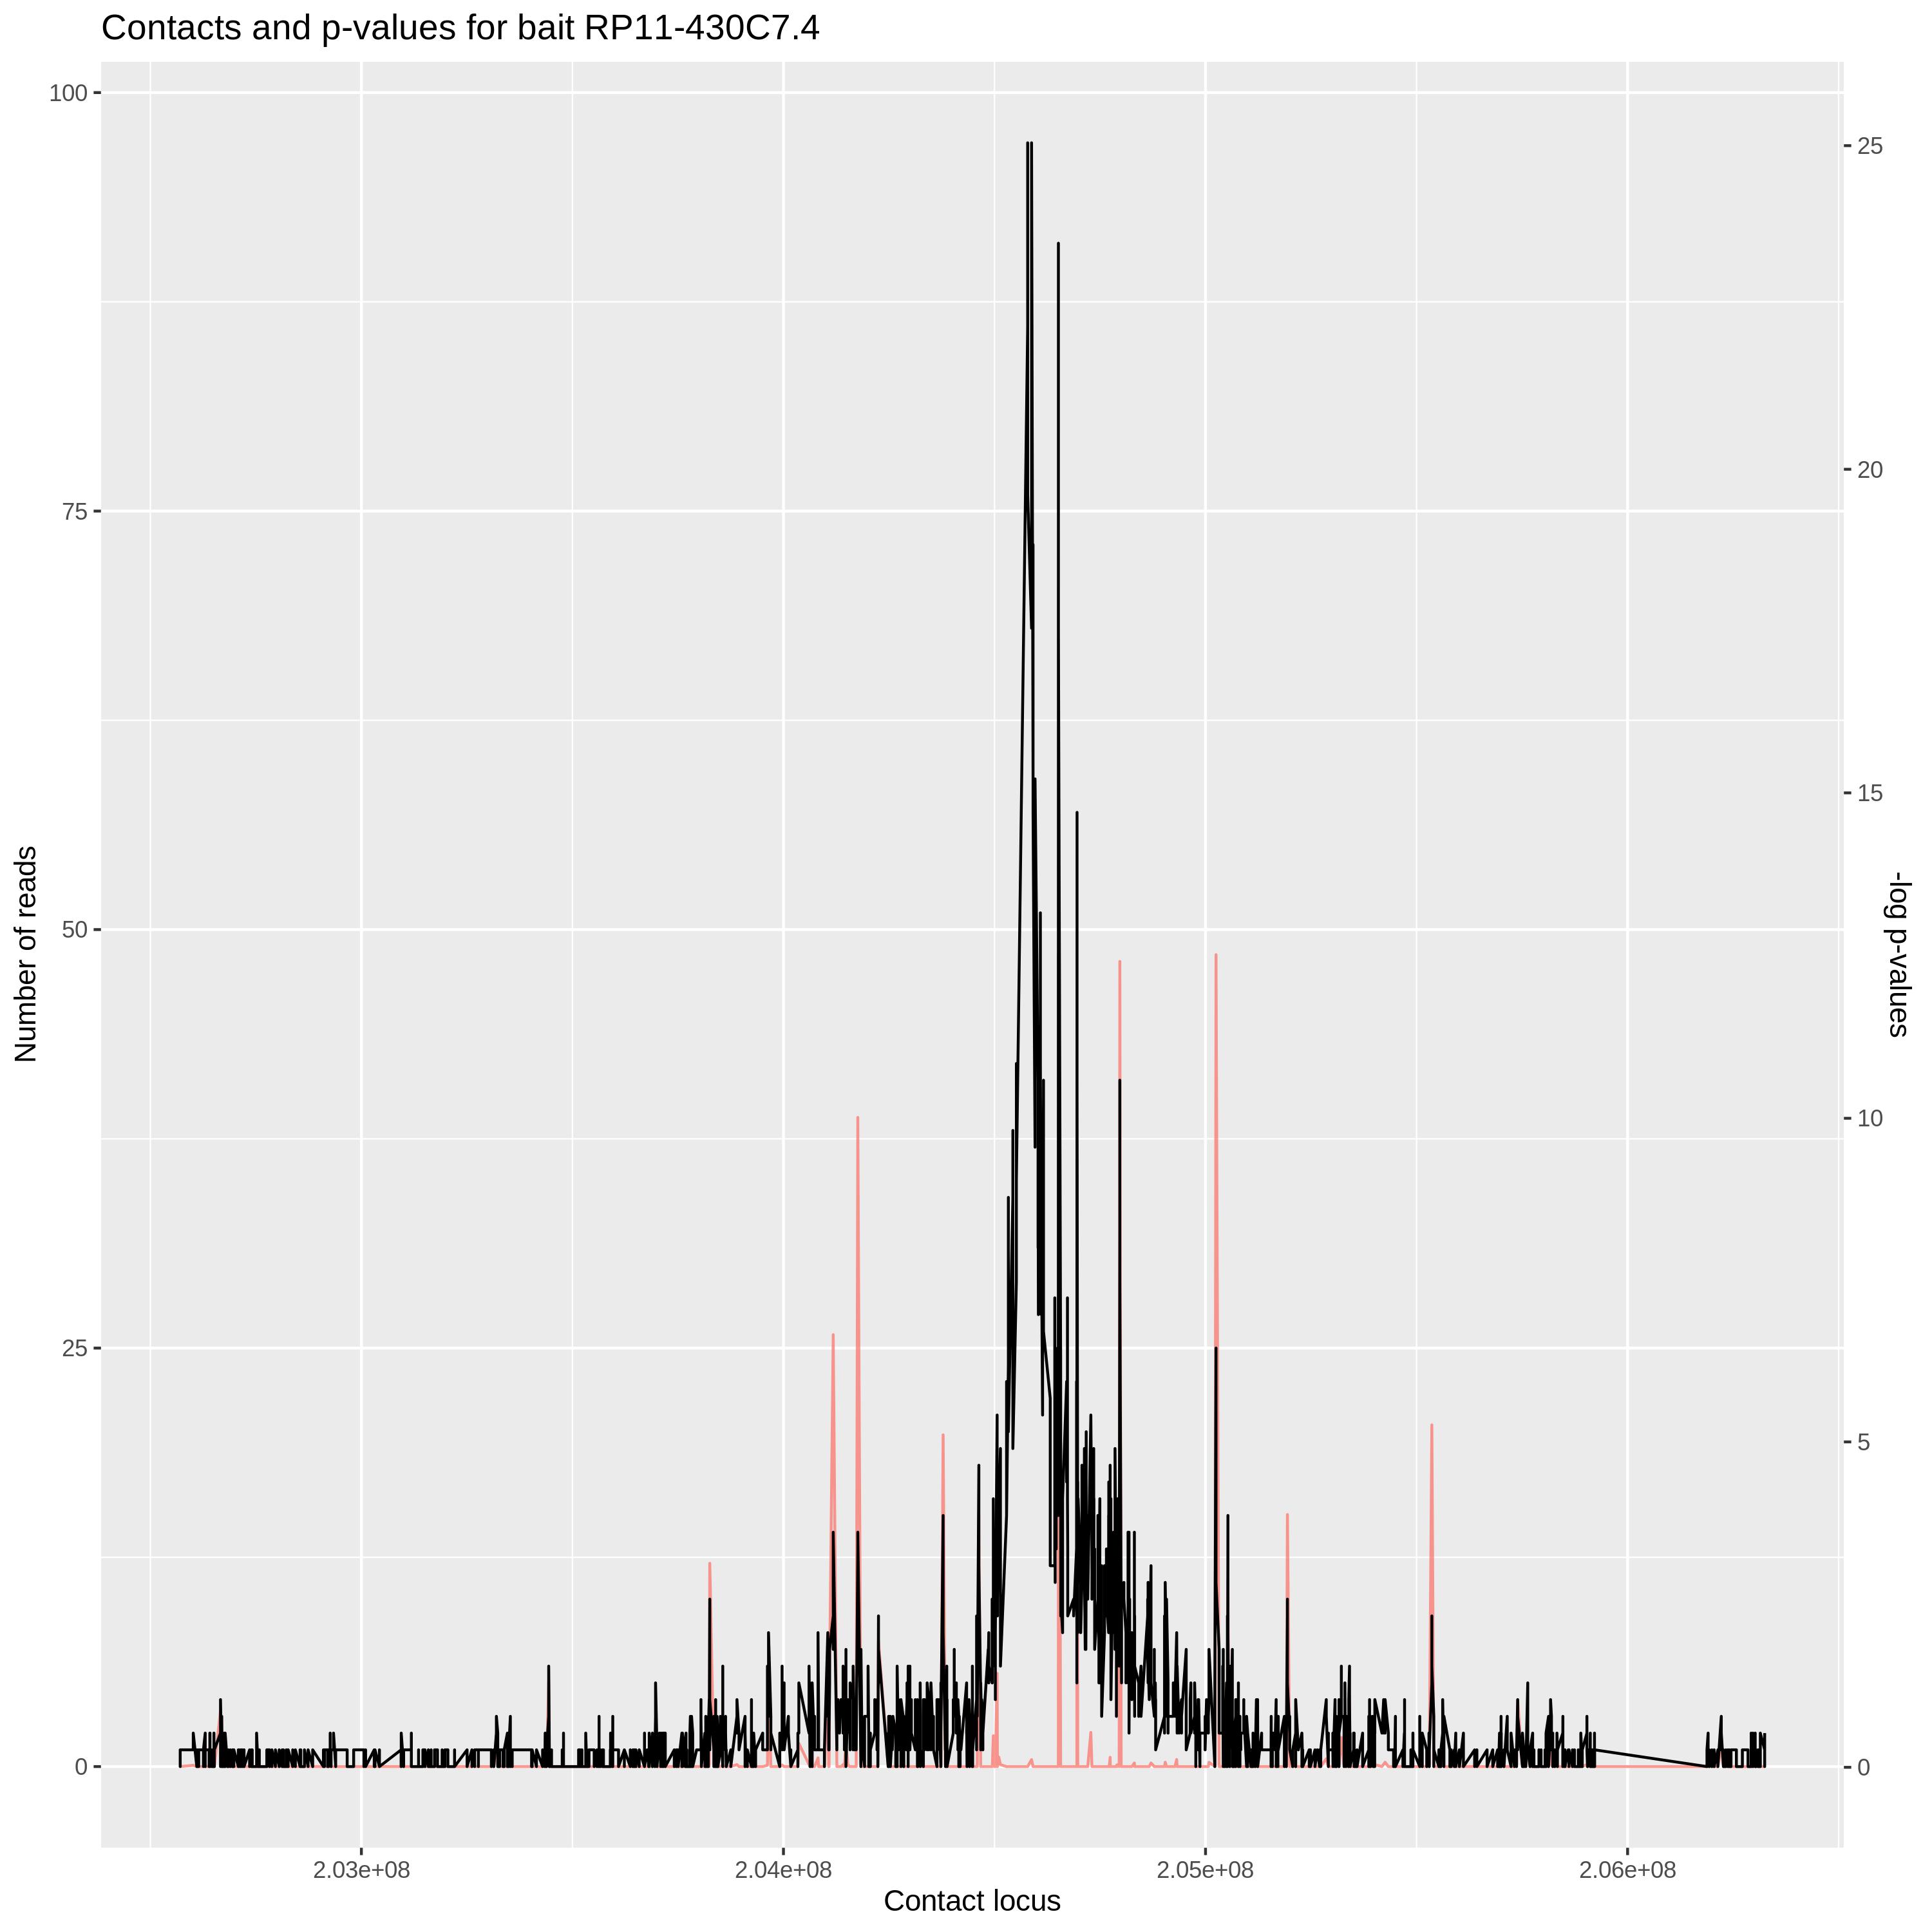 Contacts and p-values for bait RP11-430C7.4
100
75
50
25
0
Number of reads
25
20
15
10
5
0
-log p-values
2.03e+08
2.04e+08
2.05e+08
2.06e+08
Contact locus